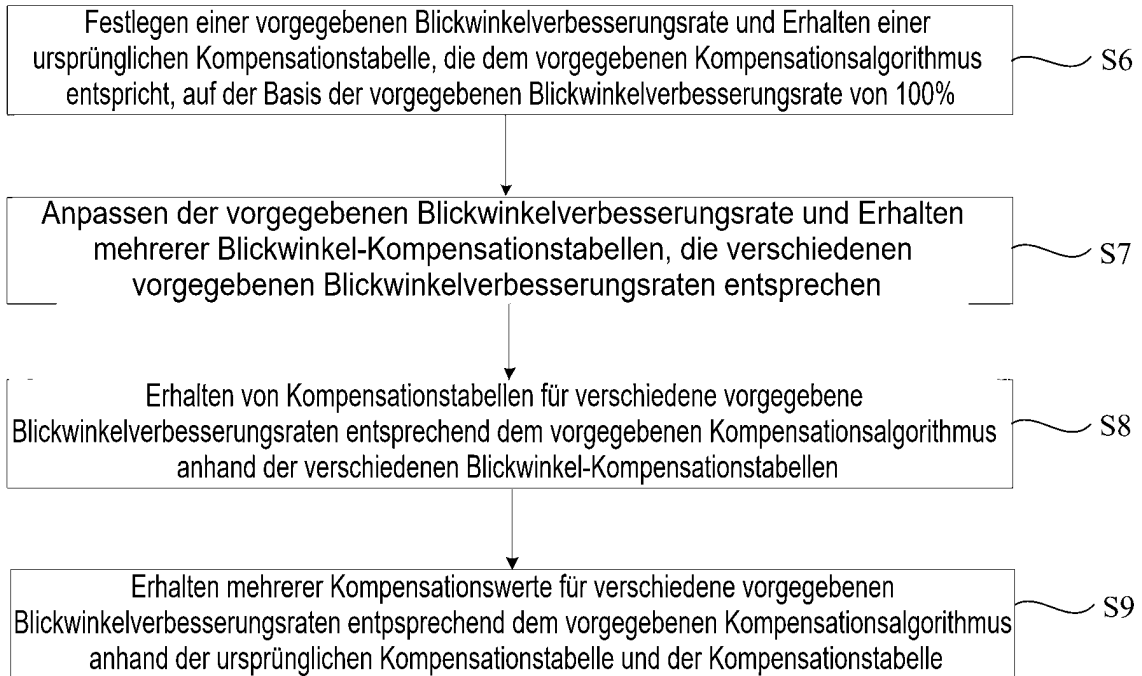 Festlegen einer vorgegebenen Blickwinkelverbesserungsrate und Erhalten einer
ursprünglichen Kompensationstabelle, die dem vorgegebenen Kompensationsalgorithmus
entspricht, auf der Basis der vorgegebenen Blickwinkelverbesserungsrate von 100%
S6
Anpassen der vorgegebenen Blickwinkelverbesserungsrate und Erhalten
mehrerer Blickwinkel-Kompensationstabellen, die verschiedenen
vorgegebenen Blickwinkelverbesserungsraten entsprechen
S7
Erhalten von Kompensationstabellen für verschiedene vorgegebene
Blickwinkelverbesserungsraten entsprechend dem vorgegebenen Kompensationsalgorithmus
anhand der verschiedenen Blickwinkel-Kompensationstabellen
S8
Erhalten mehrerer Kompensationswerte für verschiedene vorgegebenen
Blickwinkelverbesserungsraten entpsprechend dem vorgegebenen Kompensationsalgorithmus
anhand der ursprünglichen Kompensationstabelle und der Kompensationstabelle
S9